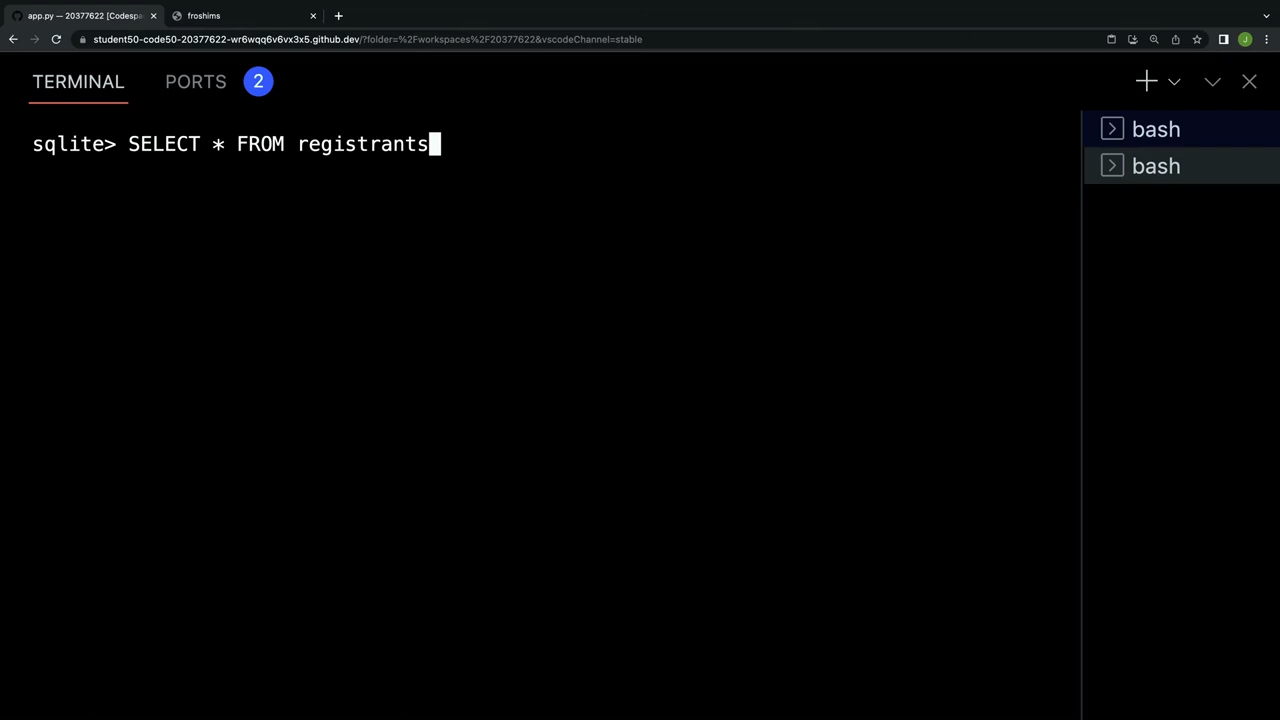 app.py — 20377622 [Codespa
froshims
student50-code50-20377622-wr6wqq6v6vx3x5.github.dev/?folder=%2Fworkspaces%2F20377622&vscodeChannel=stable
J
TERMINAL
PORTS
2
sqlite> SELECT * FROM registrants
bash
bash